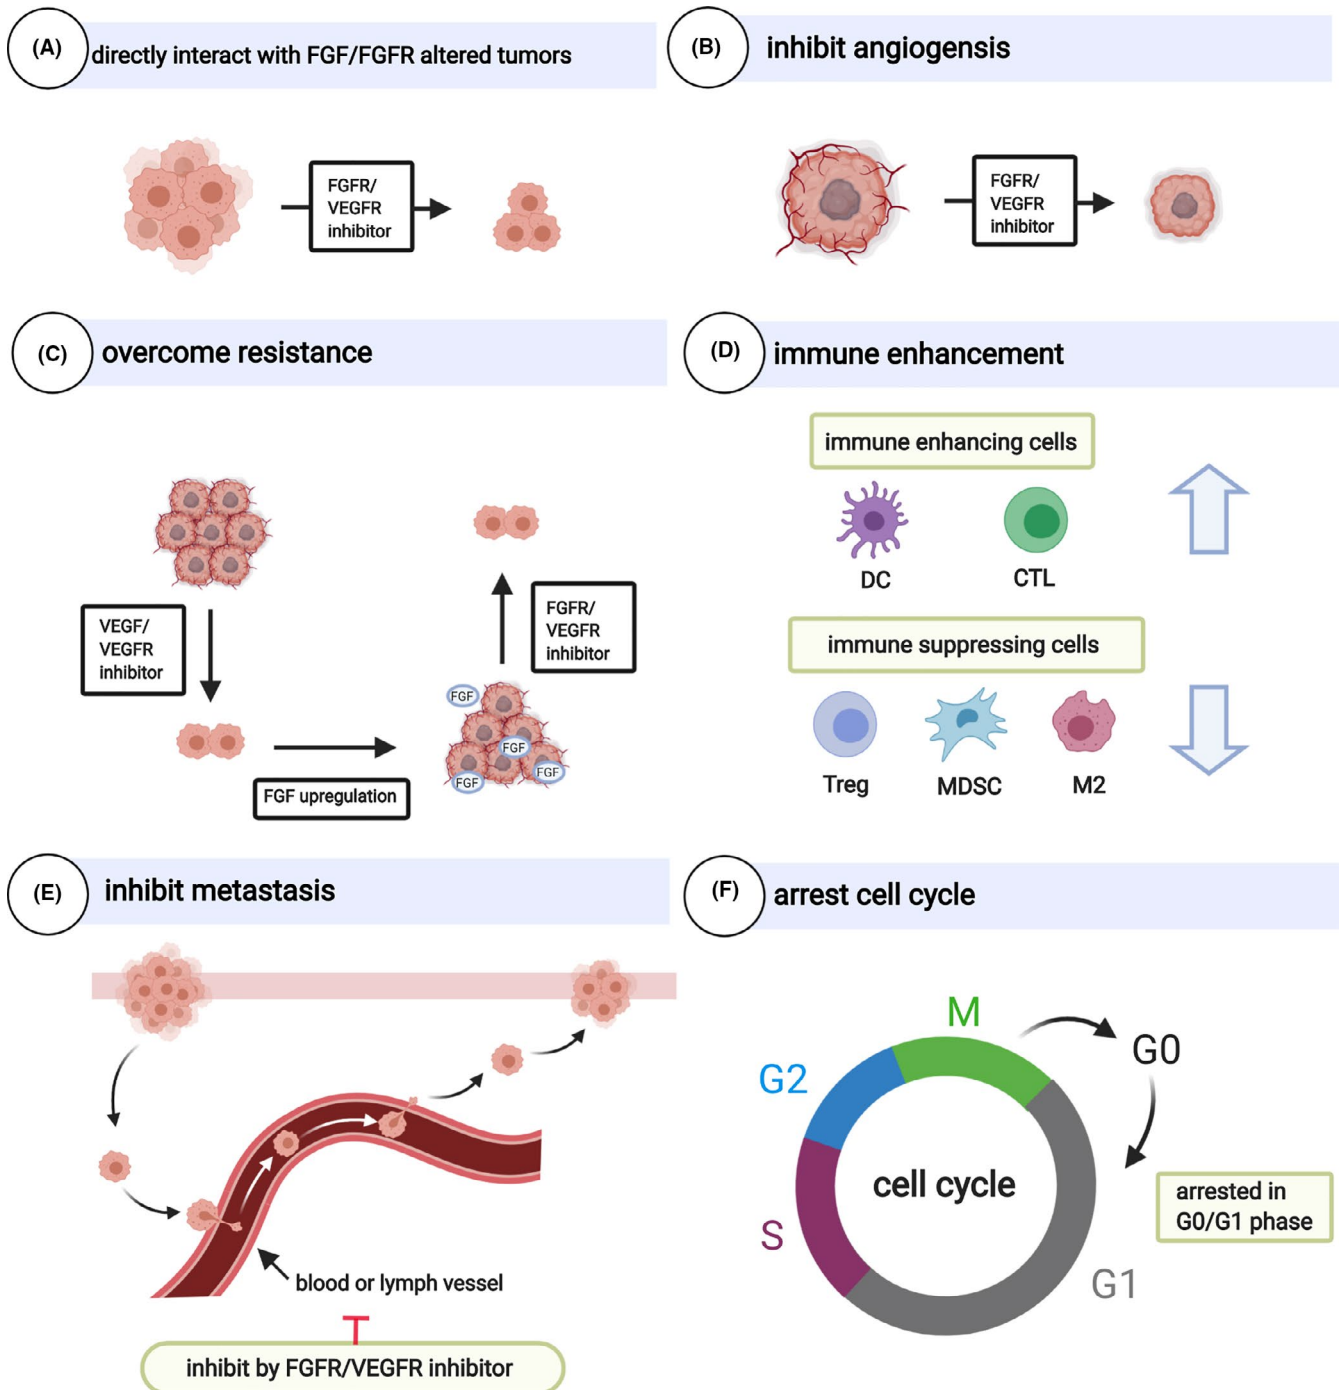 (A)
directly interact with FGF/FGFR altered tumors
FGFR/
VEGFR
inhibitor
(B)
inhibit angiogensis
FGFR/
VEGFR
inhibitor
(C)
overcome resistance
VEGF/
VEGFR
inhibitor
FGF upregulation
FGF
FGF
FGF
FGF
FGFR/
VEGFR
inhibitor
(D)
immune enhancement
immune enhancing cells
DC
CTL
immune suppressing cells
Treg
MDSC
M2
(E)
inhibit metastasis
blood or lymph vessel
inhibit by FGFR/VEGFR inhibitor
(F)
arrest cell cycle
M
G0
G2
cell cycle
arrested in
G0/G1 phase
S
G1